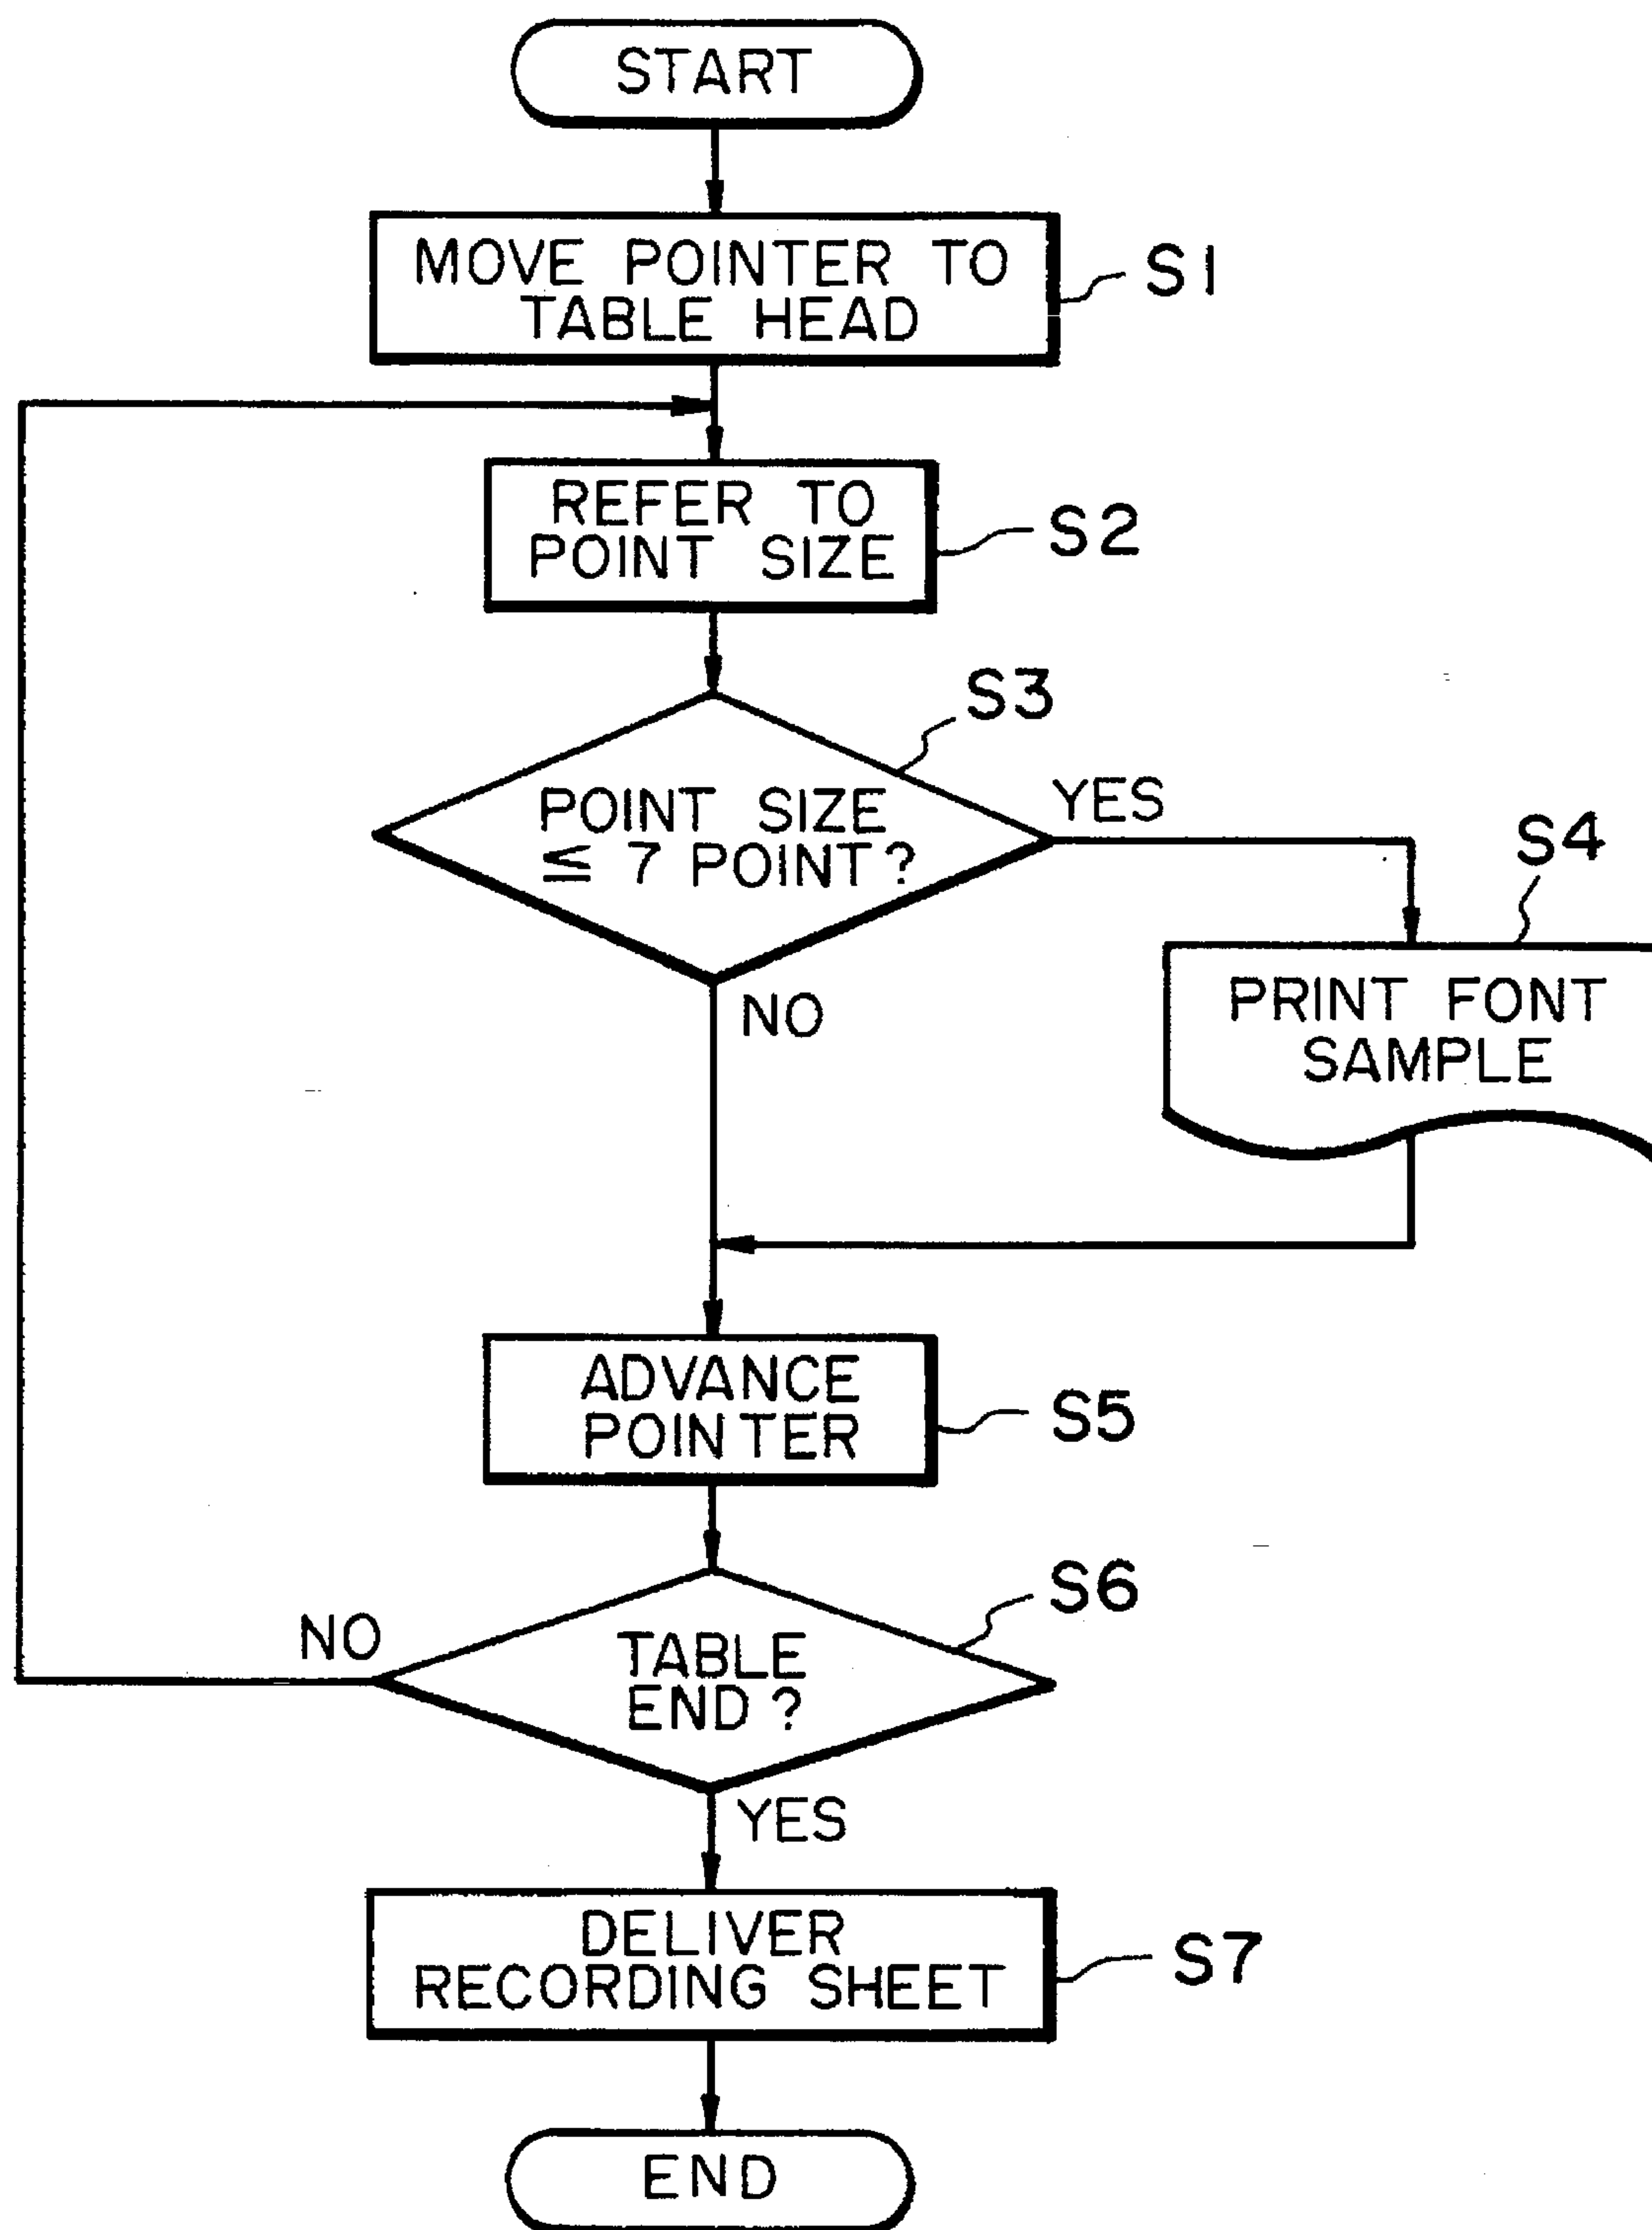 START
MOVE POINTER TO
TABLE HEAD
S1
REFER TO
POINT SIZE
S2
S3
POINT SIZE
≦ 7 POINT?
YES
S4
NO
PRINT FONT
SAMPLE
ADVANCE
POINTER
S5
S6
NO
TABLE
END?
YES
DELIVER
RECORDING SHEET
S7
END